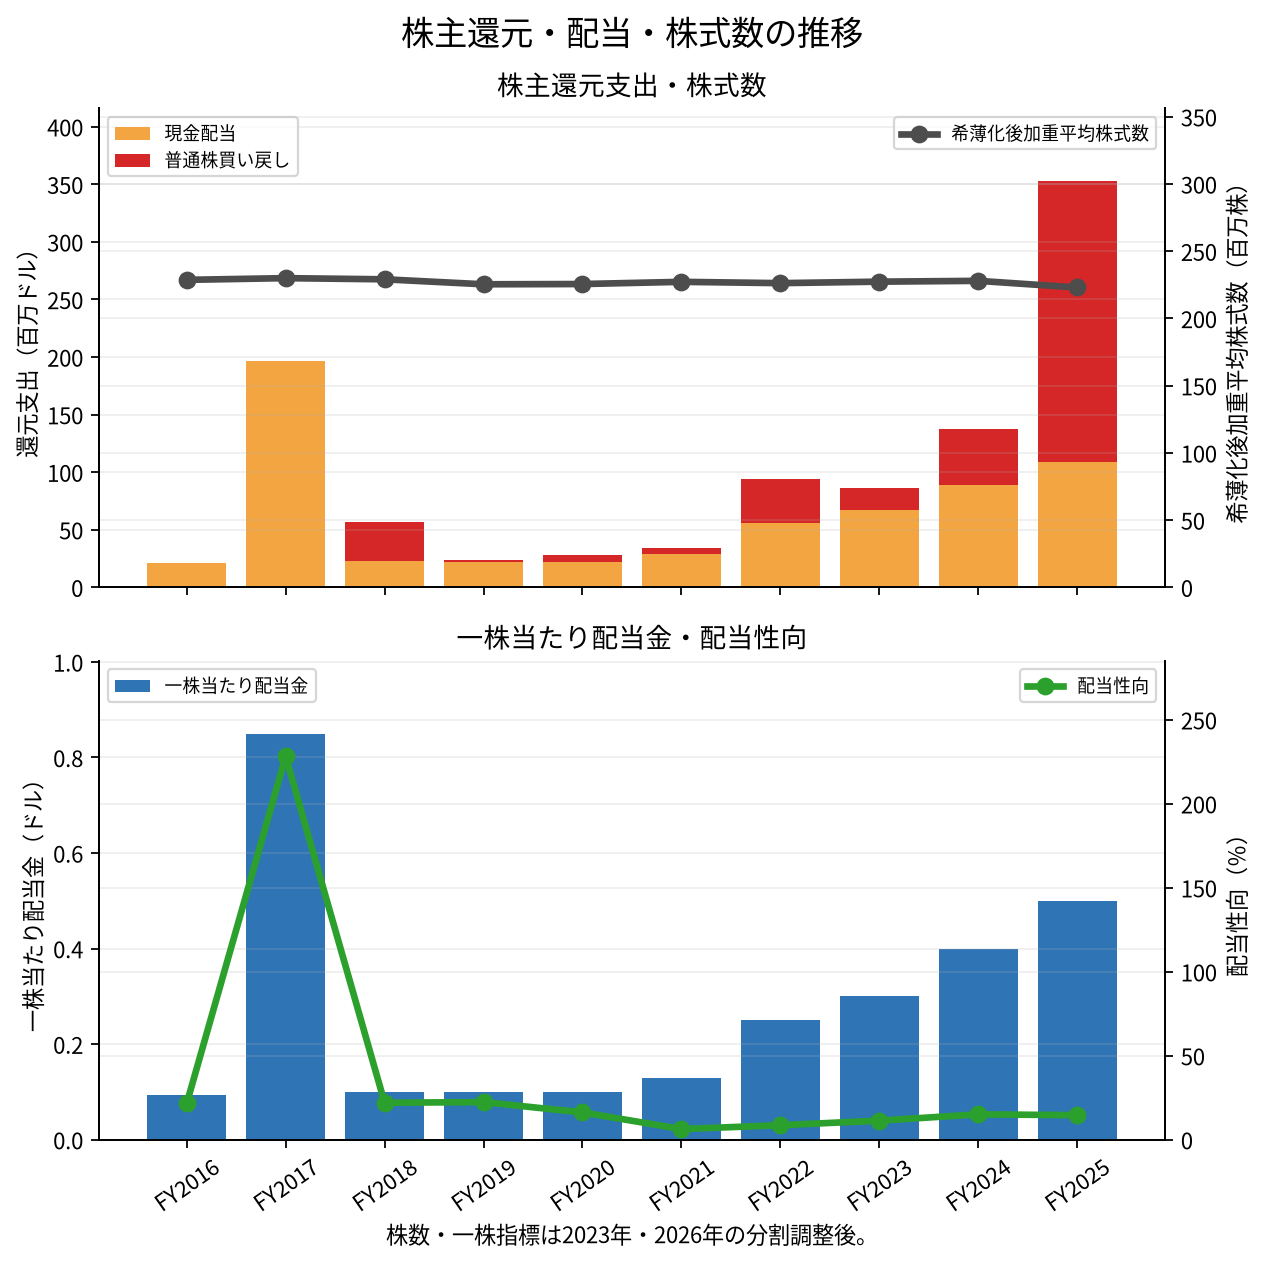 株主還元・配当・株式数の推移
株主還元支出・株式数
現金配当
普通株買い戻し
希薄化後加重平均株式数
還元支出（百万ドル）
400
350
300
250
200
150
100
50
0
350
300
250
200
150
100
50
0
希薄化後加重平均株式数（百万株）
一株当たり配当金・配当性向
一株当たり配当金
配当性向
一株当たり配当金（ドル）
1.0
0.8
0.6
0.4
0.2
0.0
250
200
150
100
50
0
配当性向（%）
FY2016
FY2017
FY2018
FY2019
FY2020
FY2021
FY2022
FY2023
FY2024
FY2025
株数・一株指標は2023年・2026年の分割調整後。